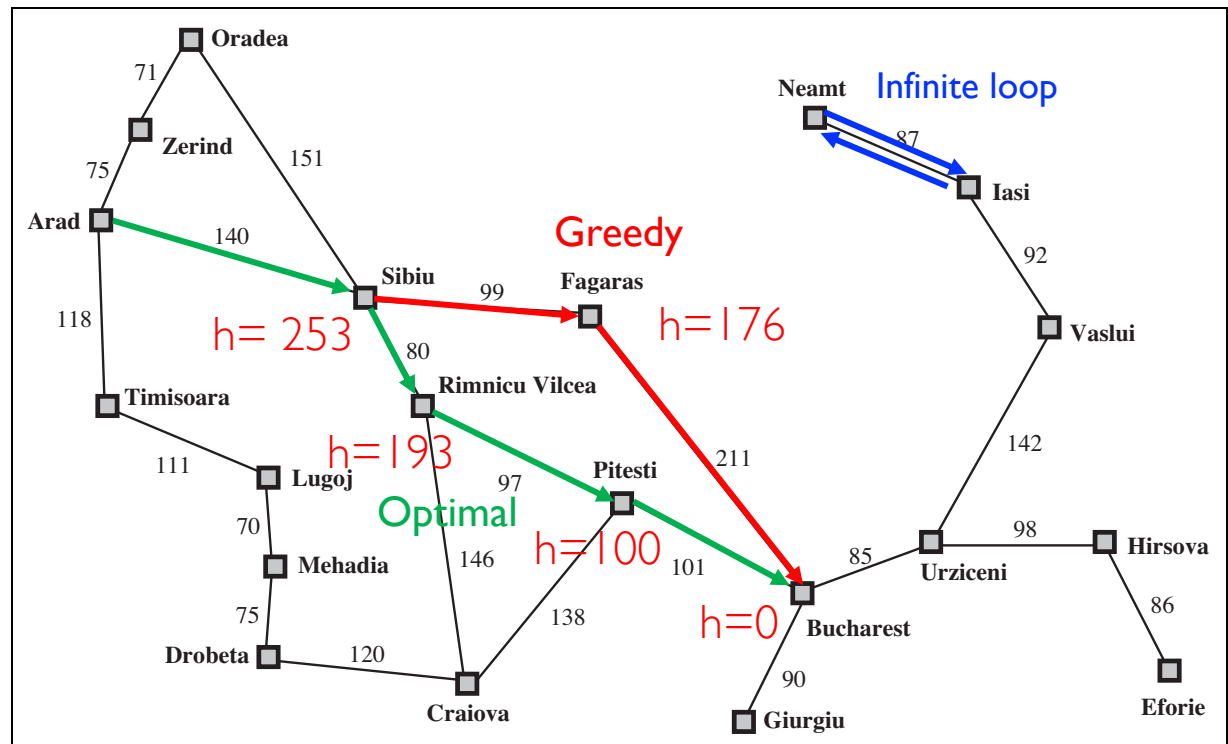 Oradea
71
Neamt
Infinite loop
Zerind
87
75
151
Arad
Iasi
140
Greedy
Sibiu
Fagaras
92
99
h= 253
h=176
118
Vaslui
80
Timisoara
Rimnicu Vilcea
h=193
142
111
Lugoj
97
Pitesti
211
Optimal
70
98
Hirsova
Mehadia
146
h=100
101
85
Urziceni
75
138
h=0
Bucharest
86
Drobeta
120
90
Craiova
Giurgiu
Eforie